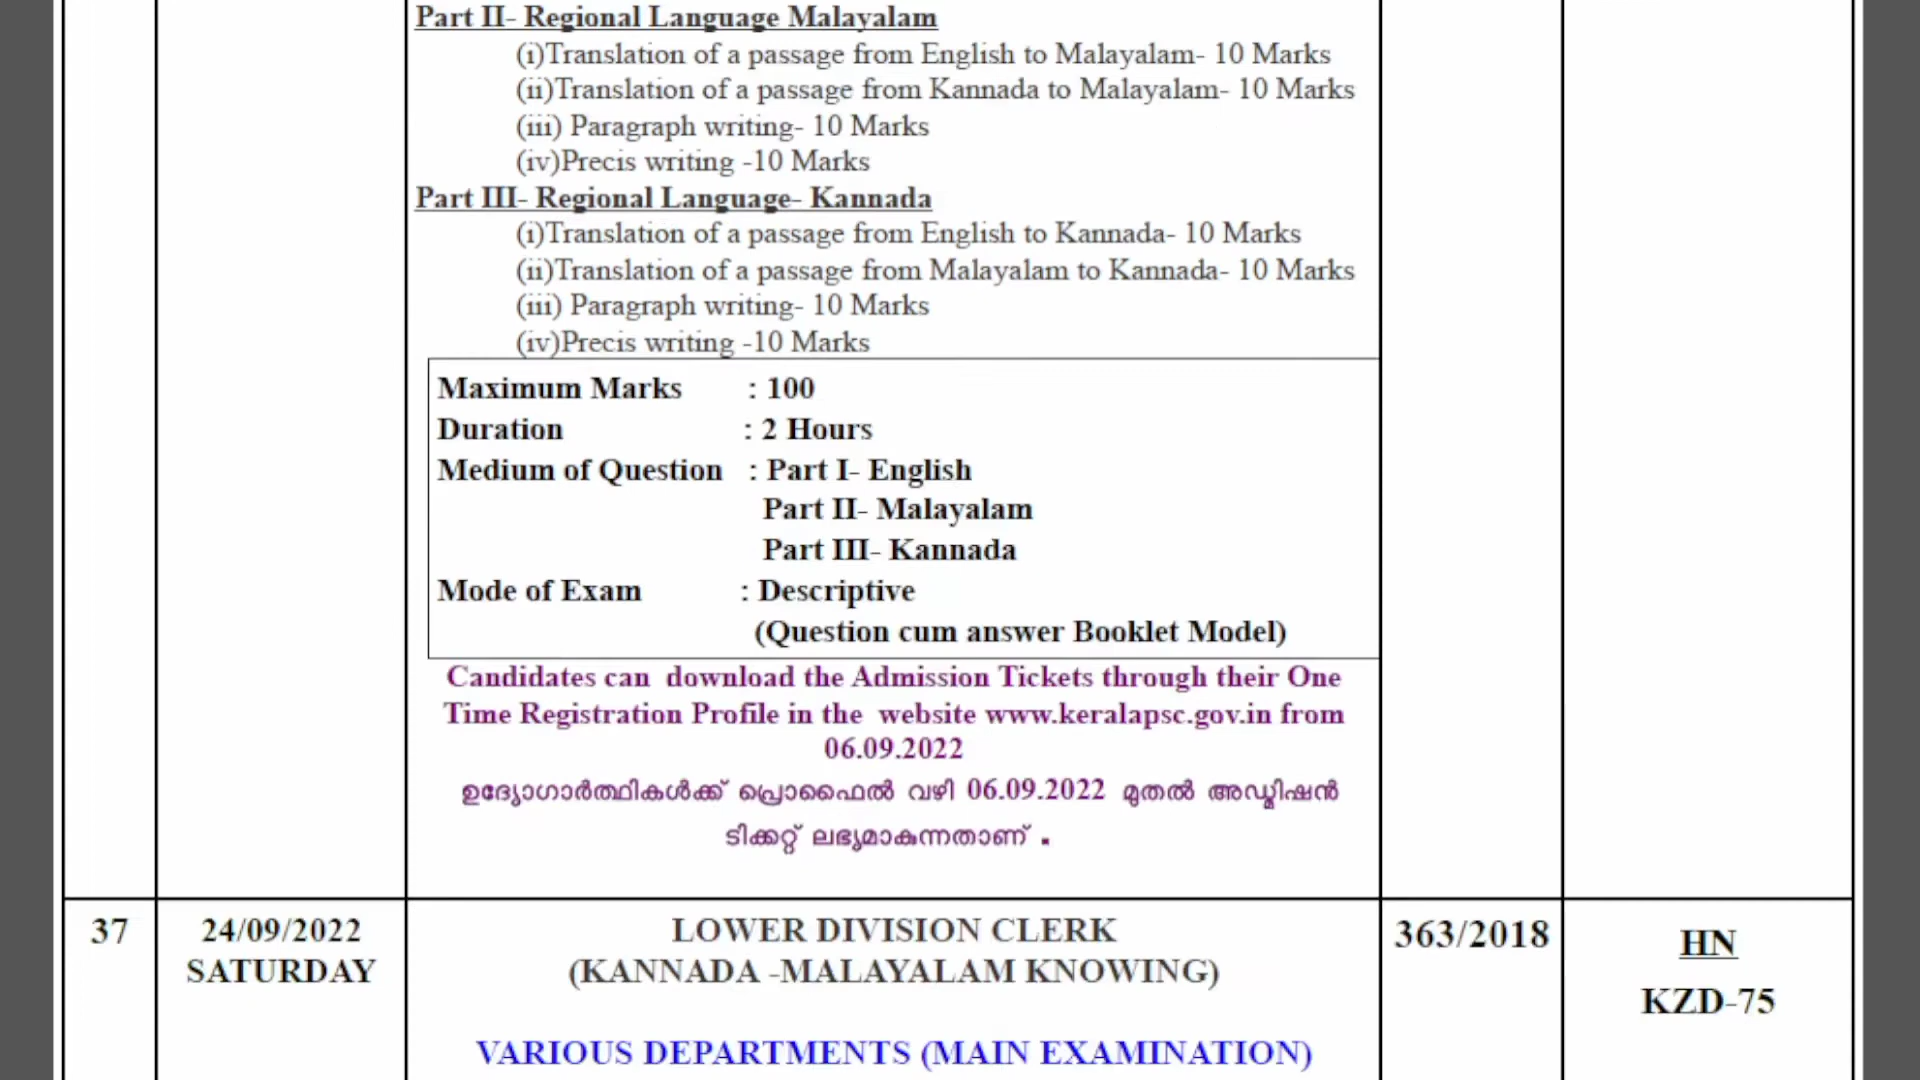 Part II- Regional Language Malayalam
(i)Translation of a passage from English to Malayalam- 10 Marks
(ii)Translation of a passage from Kannada to Malayalam- 10 Marks
(iii) Paragraph writing- 10 Marks
(iv)Precis writing -10 Marks
Part III- Regional Language- Kannada
(i)Translation of a passage from English to Kannada- 10 Marks
(ii)Translation of a passage from Malayalam to Kannada- 10 Marks
(iii) Paragraph writing- 10 Marks
(iv)Precis writing -10 Marks
Maximum Marks : 100
Duration : 2 Hours
Medium of Question : Part I- English
Part II- Malayalam
Part III- Kannada
Mode of Exam : Descriptive
(Question cum answer Booklet Model)
Candidates can download the Admission Tickets through their One
Time Registration Profile in the website www.keralapsc.gov.in from
06.09.2022
ഉദ്യോഗാർത്ഥികൾക്ക് പ്രൊഫൈൽ വഴി 06.09.2022 മുതൽ അഡ്മിഷൻ
ടിക്കറ്റ് ലഭ്യമാകുന്നതാണ് .
37
24/09/2022
SATURDAY
LOWER DIVISION CLERK
(KANNADA -MALAYALAM KNOWING)
VARIOUS DEPARTMENTS (MAIN EXAMINATION)
363/2018
HN
KZD-75